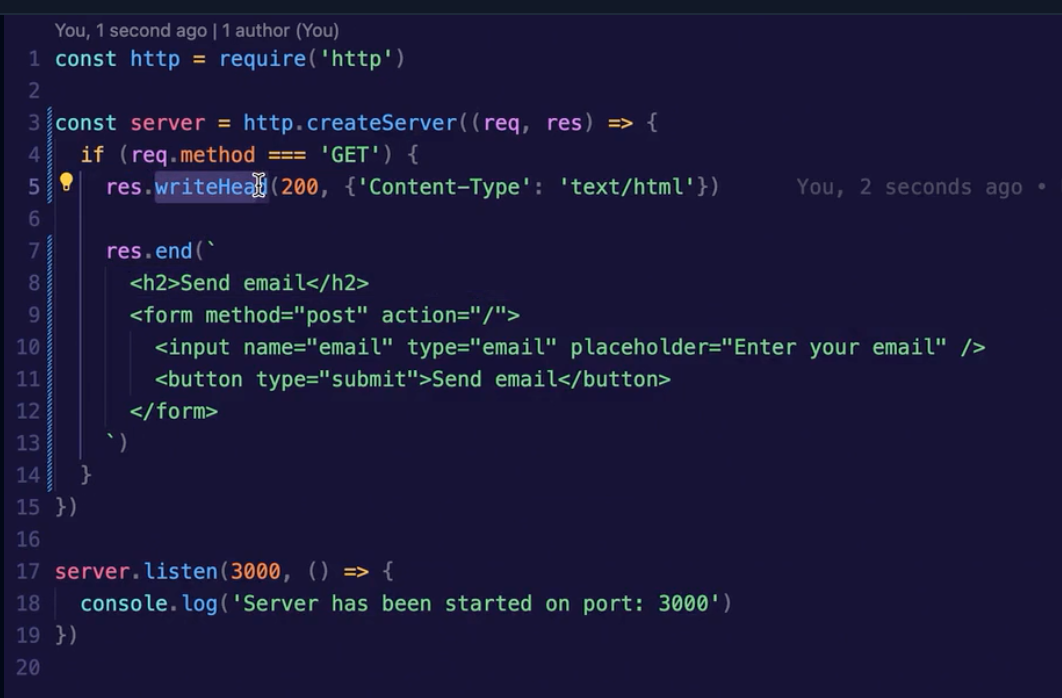 You, 1 second ago | 1 author (You)
1 const http = require('http')
2
3 const server = http.createServer((req, res) => {
4 if (req.method === 'GET') {
5 res.writeHead(200, {'Content-Type': 'text/html'}) You, 2 seconds ago •
6
7 res.end(`
8 <h2>Send email</h2>
9 <form method="post" action="/">
10 <input name="email" type="email" placeholder="Enter your email" />
11 <button type="submit">Send email</button>
12 </form>
13 `)
14 }
15 })
16
17 server.listen(3000, () => {
18 console.log('Server has been started on port: 3000')
19 })
20